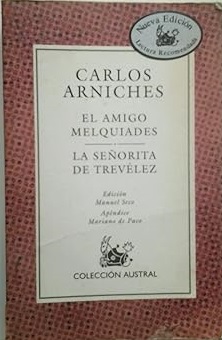 Nueva Edición
Lectura Recomendada
CARLOS
ARNICHES
EL AMIGO
MELQUIADES
LA SEÑORITA
DE TREVÉLEZ
Edición
Manuel Seco
Apéndice
Mariano de Paco
COLECCIÓN AUSTRAL